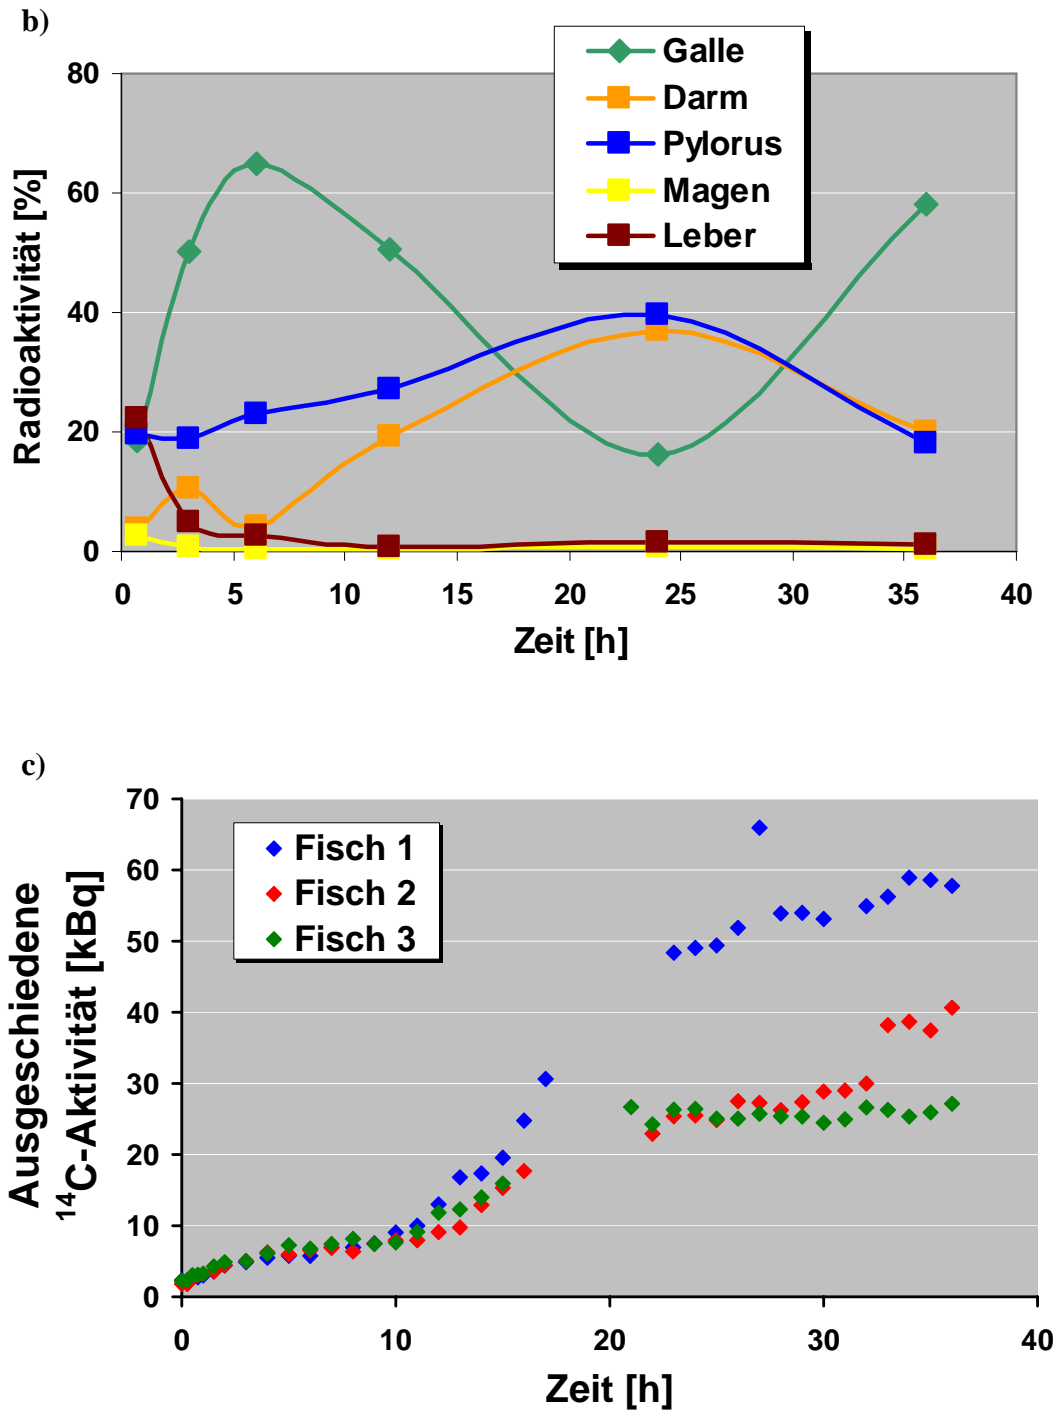 b)
Galle
Darm
Pylorus
Magen
Leber
Radioaktivität [%]
80
60
40
20
0
0 5 10 15 20 25 30 35 40
Zeit [h]
c)
Fisch 1
Fisch 2
Fisch 3
Ausgeschiedene
¹⁴C-Aktivität [kBq]
70
60
50
40
30
20
10
0
0 10 20 30 40
Zeit [h]